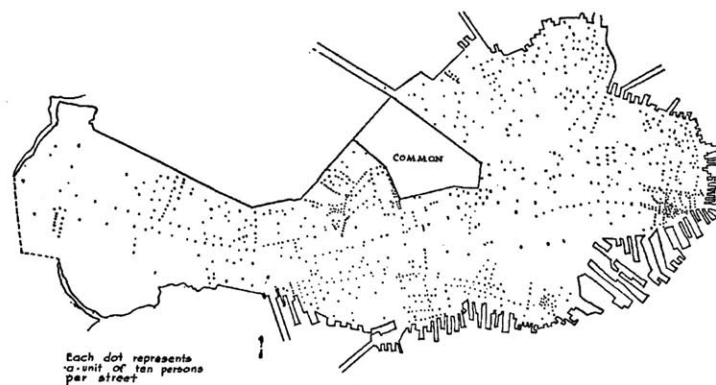 COMMON
Each dot represents
a unit of ten persons
per street